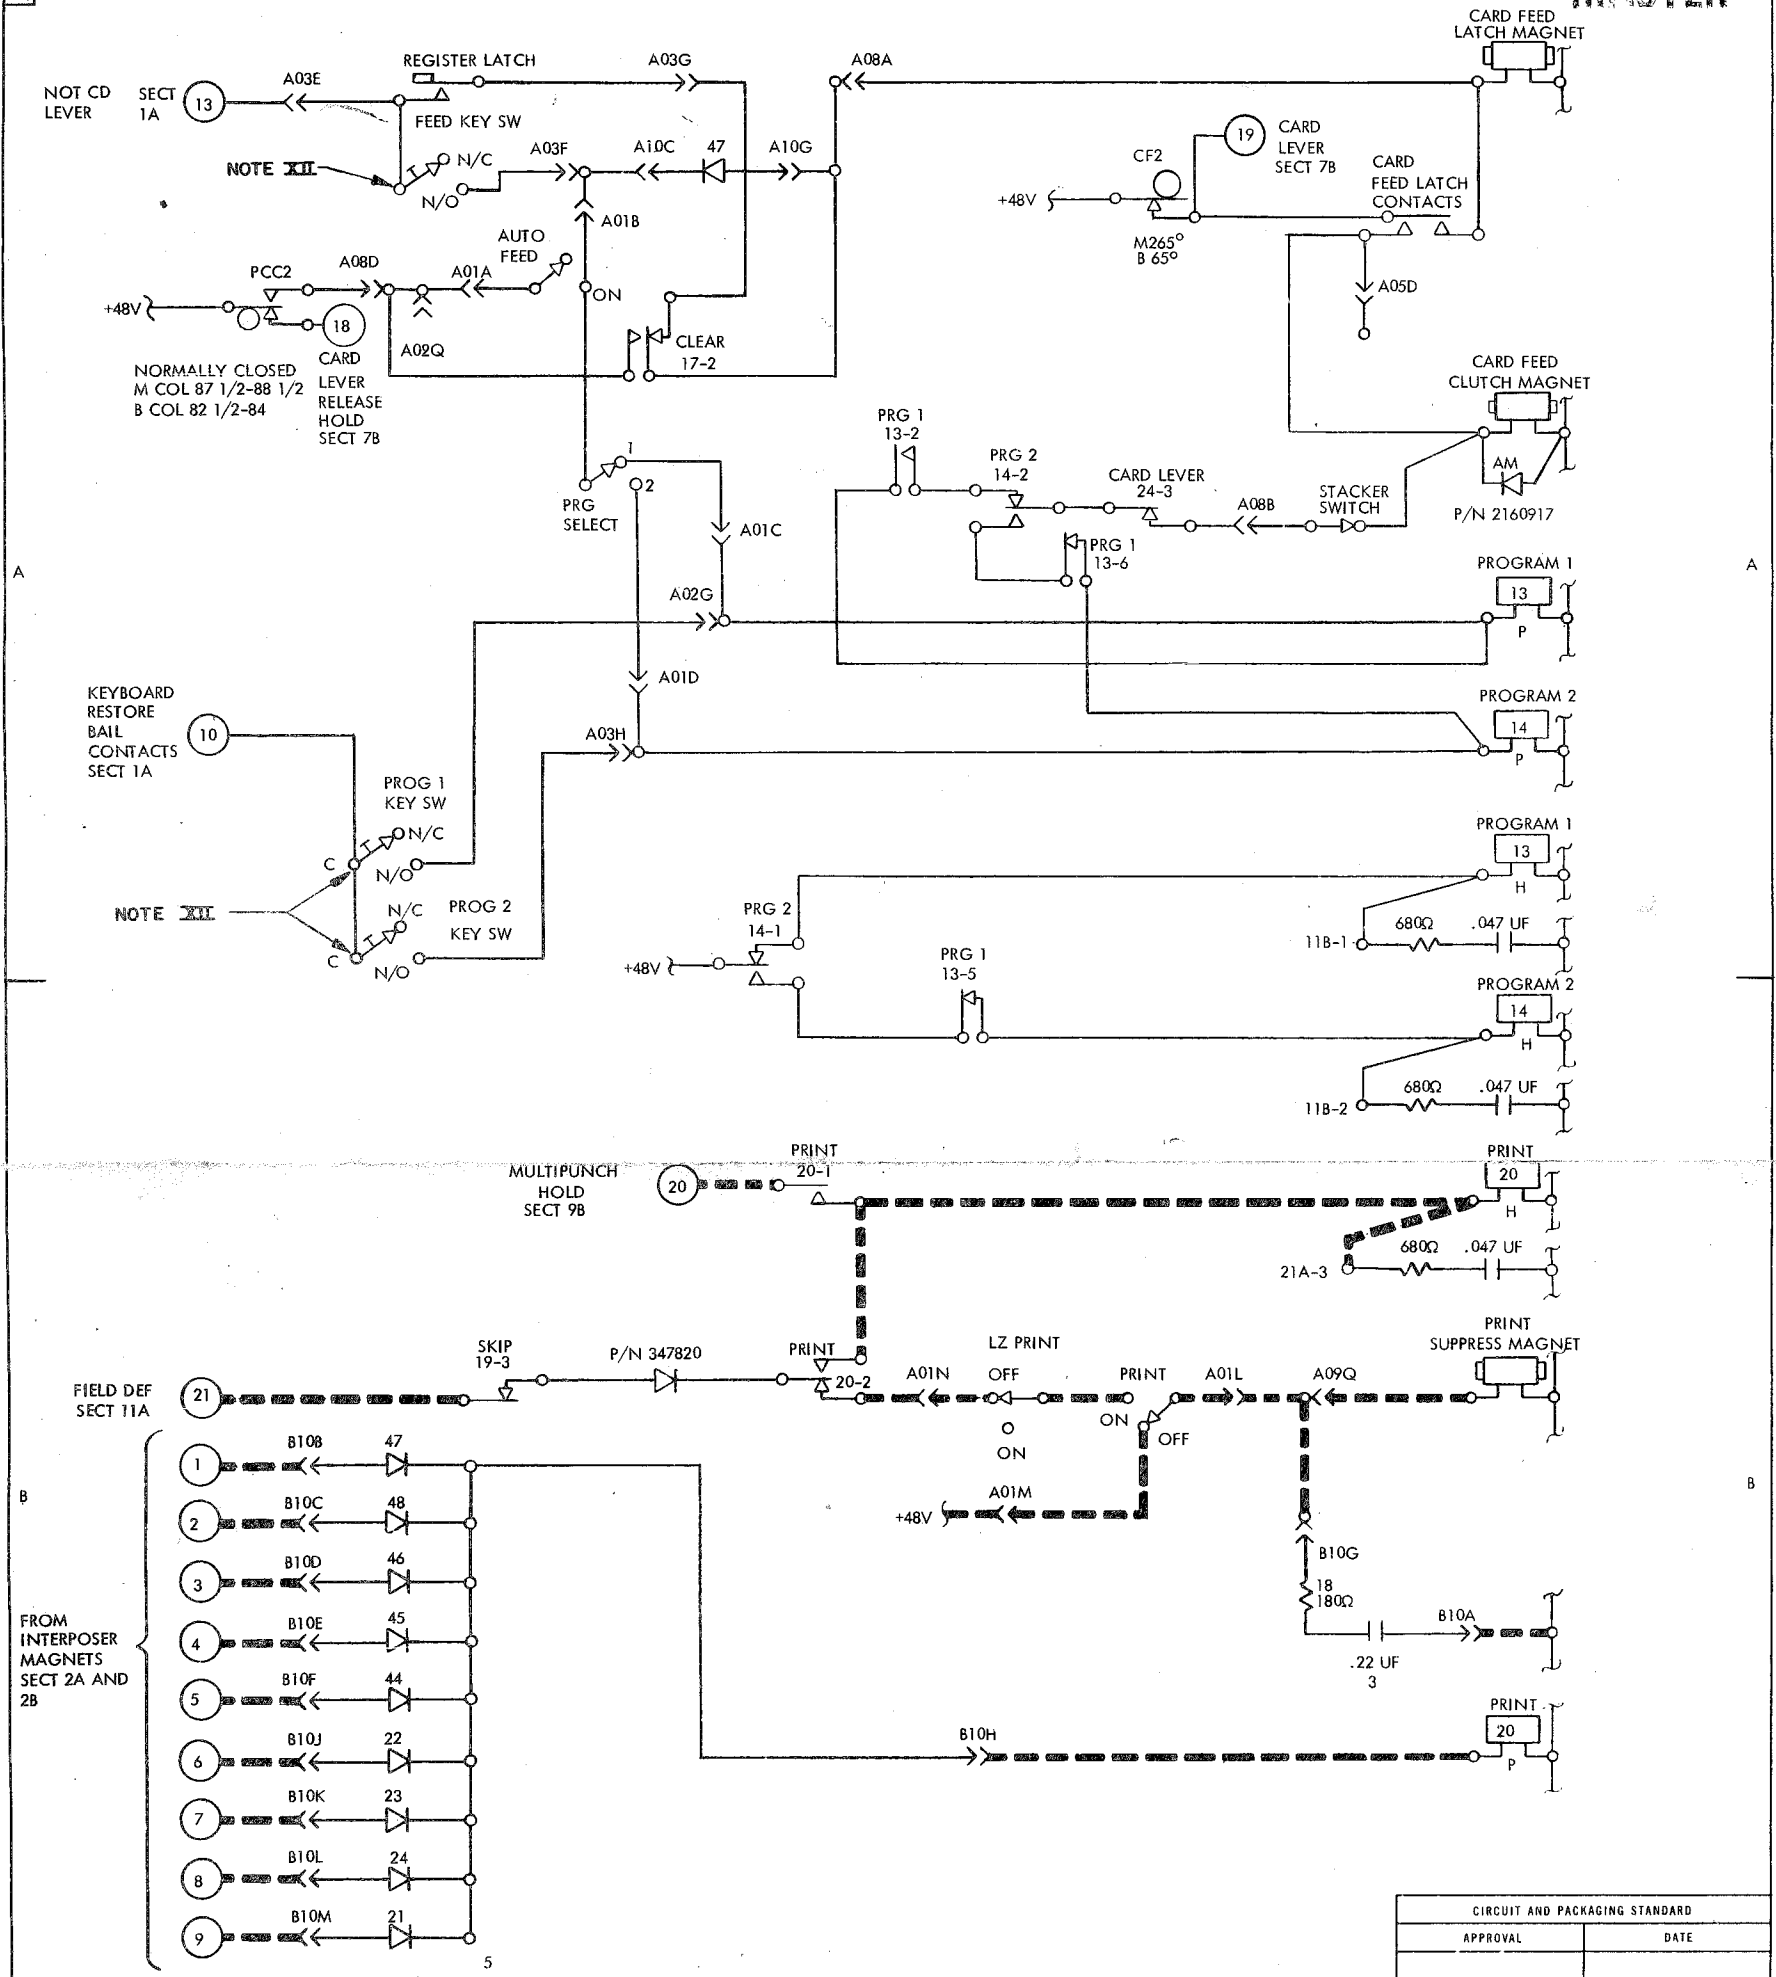 CARD FEED
LATCH MAGNET
REGISTER LATCH
A03G
A08A
NOT CD
LEVER
SECT
1A
13
A03E
FEED KEY SW
NOTE XII
N/C
N/O
A03F
A10C
47
A10G
A01B
CF2
19
CARD
LEVER
SECT 7B
CARD
FEED LATCH
CONTACTS
+48V
M265°
B 65°
A05D
AUTO
FEED
ON
PCC2
A08D
A01A
+48V
18
A02Q
CLEAR
17-2
NORMALLY CLOSED
M COL 87 1/2-88 1/2
B COL 82 1/2-84
CARD
LEVER
RELEASE
HOLD
SECT 7B
CARD FEED
CLUTCH MAGNET
AM
P/N 2160917
PRG 1
13-2
PRG 2
14-2
CARD LEVER
24-3
A08B
STACKER
SWITCH
PRG 1
13-6
1
2
PRG
SELECT
A01C
A
A
A02G
PROGRAM 1
13
P
A01D
KEYBOARD
RESTORE
BAIL
CONTACTS
SECT 1A
10
A03H
PROGRAM 2
14
P
PROG 1
KEY SW
N/C
C
N/O
NOTE XII
N/C
PROG 2
KEY SW
C
N/O
PROGRAM 1
13
H
PRG 2
14-1
+48V
11B-1
680Ω
.047 UF
PRG 1
13-5
PROGRAM 2
14
H
11B-2
680Ω
.047 UF
MULTIPUNCH
HOLD
SECT 9B
20
PRINT
20-1
PRINT
20
H
21A-3
680Ω
.047 UF
FIELD DEF
SECT 11A
21
SKIP
19-3
P/N 347820
PRINT
20-2
A01N
LZ PRINT
OFF
ON
PRINT
ON
OFF
A01L
A09Q
PRINT
SUPPRESS MAGNET
+48V
A01M
B10G
18
180Ω
.22 UF
3
B10A
B
B
FROM
INTERPOSER
MAGNETS
SECT 2A AND
2B
1
B10B
47
2
B10C
48
3
B10D
46
4
B10E
45
5
B10F
44
6
B10J
22
7
B10K
23
8
B10L
24
9
B10M
21
B10H
PRINT
20
P
5
CIRCUIT AND PACKAGING STANDARD
APPROVAL
DATE